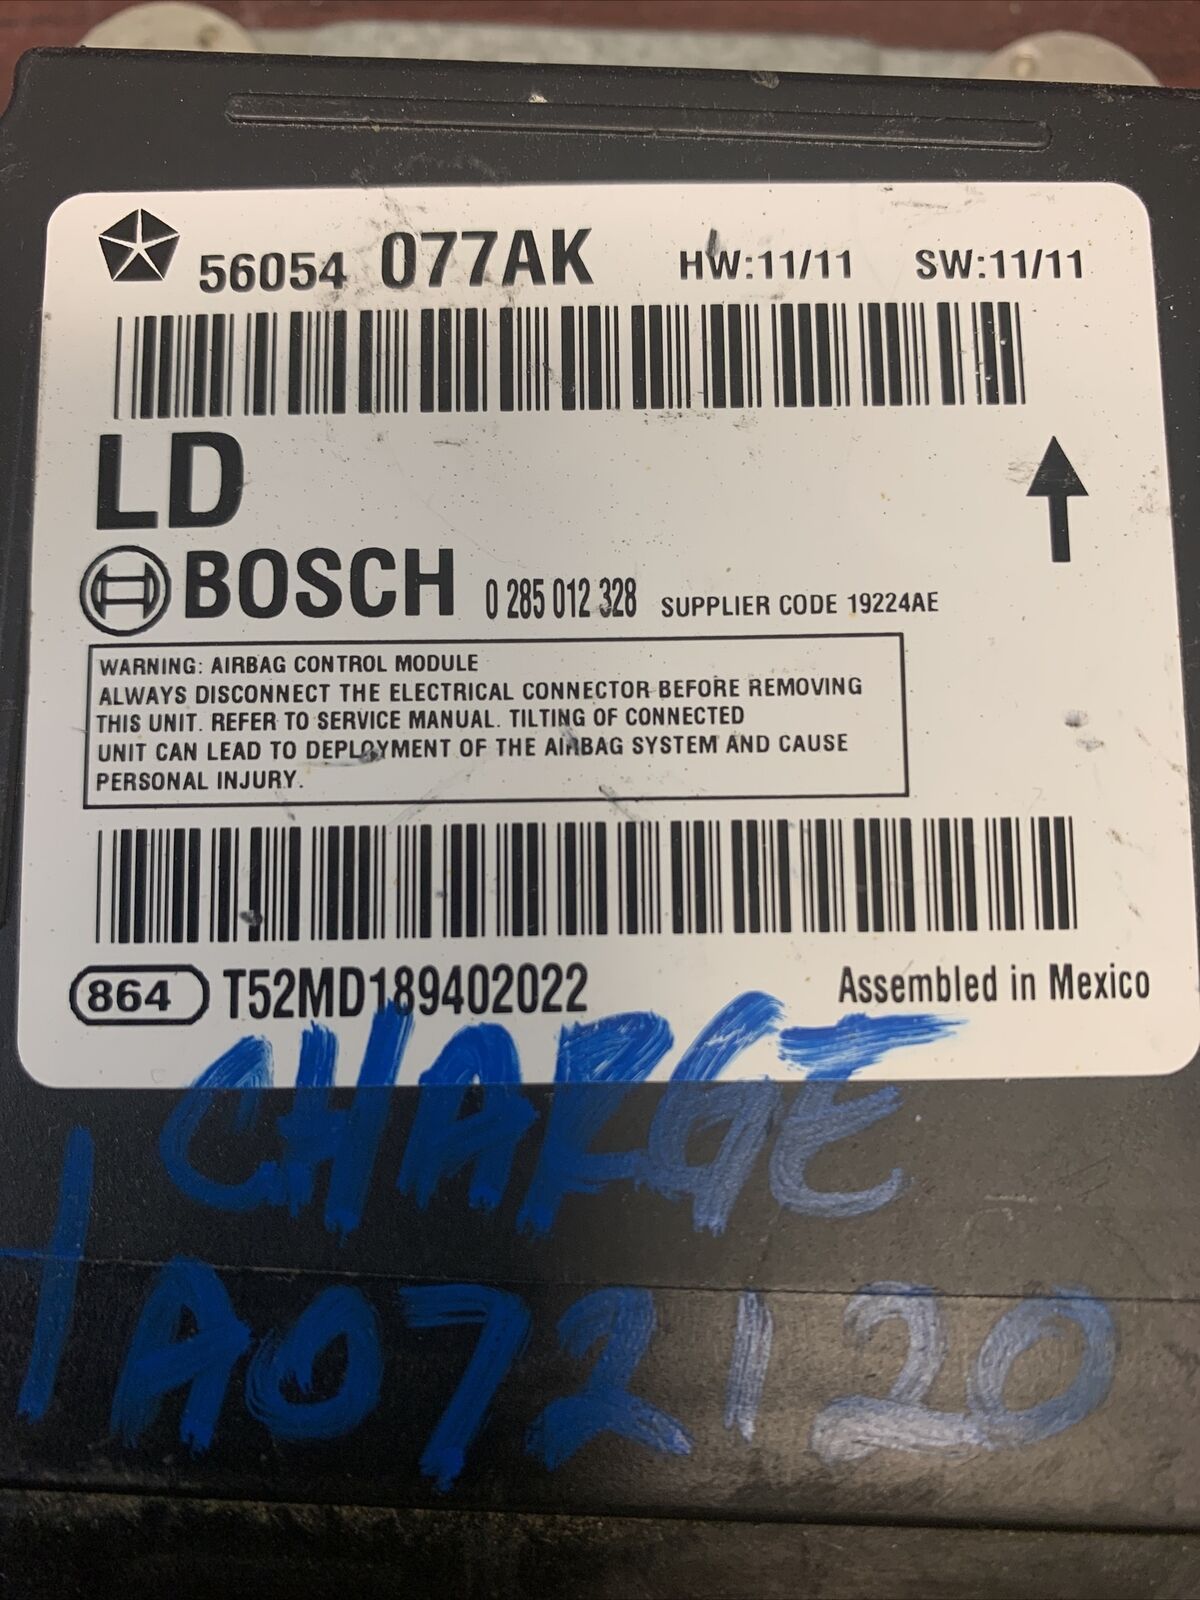 56054 077AK HW:11/11 SW:11/11
LD
BOSCH 0 285 012 328 SUPPLIER CODE 19224AE
WARNING: AIRBAG CONTROL MODULE
ALWAYS DISCONNECT THE ELECTRICAL CONNECTOR BEFORE REMOVING
THIS UNIT. REFER TO SERVICE MANUAL. TILTING OF CONNECTED
UNIT CAN LEAD TO DEPLOYMENT OF THE AIRBAG SYSTEM AND CAUSE
PERSONAL INJURY.
864 T52MD189402022 Assembled in Mexico
CHARGE
1A072120